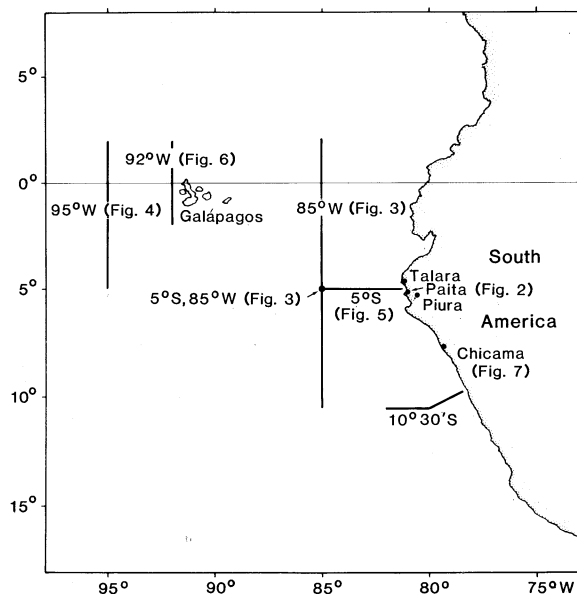 5°
92°W (Fig. 6)
0°
95°W (Fig. 4)
Galápagos
85°W (Fig. 3)
South
Talara
5°
5°S, 85°W (Fig. 3)
5°S
(Fig. 5)
Paita (Fig. 2)
Piura
America
Chicama
(Fig. 7)
10°
10°30'S
15°
95°
90°
85°
80°
75°W